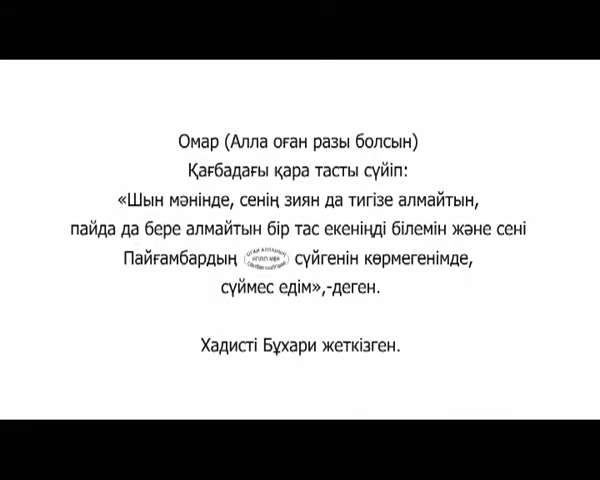 Омар (Алла оған разы болсын)
Қағбадағы қара тасты сүйіп:
«Шын мәнінде, сенің зиян да тигізе алмайтын,
пайда да бере алмайтын бір тас екеніңді білемін және сені
Пайғамбардың сүйгенін көрмегенімде,
сүймес едім»,-деген.
Хадисті Бұхари жеткізген.